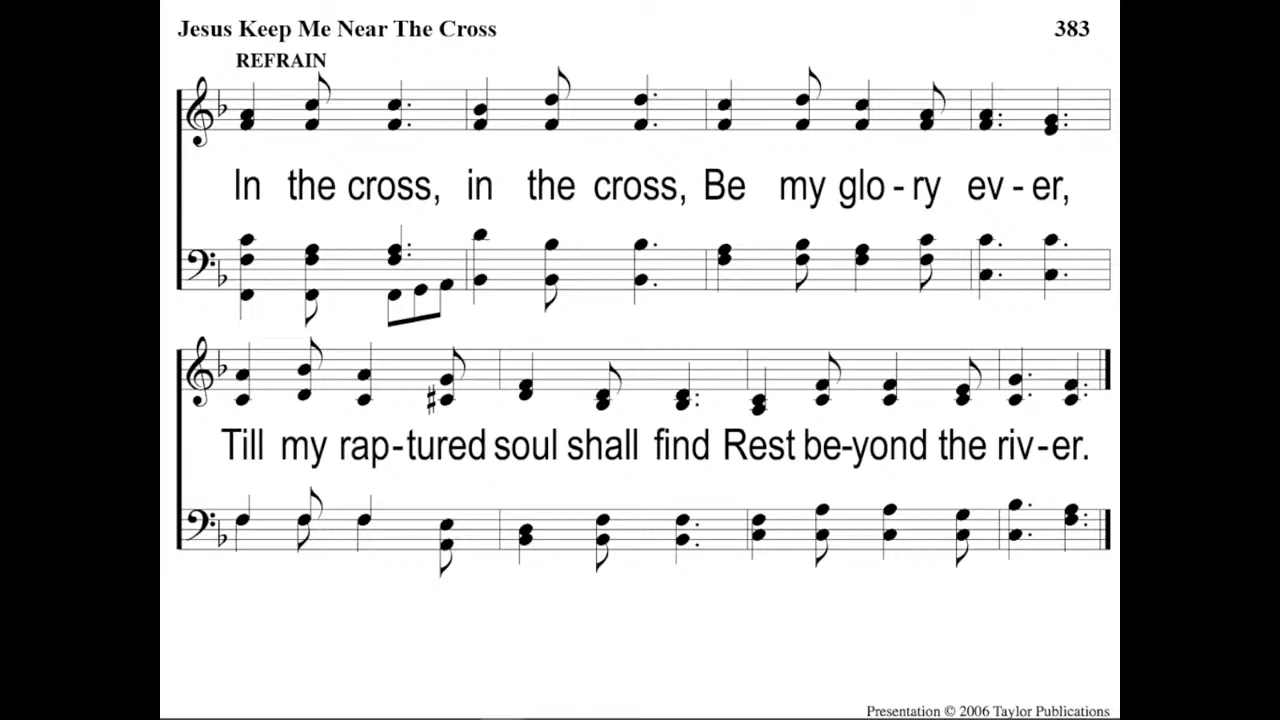 Jesus Keep Me Near The Cross 383
REFRAIN
In the cross, in the cross, Be my glo - ry ev - er,
Till my rap-tured soul shall find Rest be-yond the riv-er.
Presentation © 2006 Taylor Publications